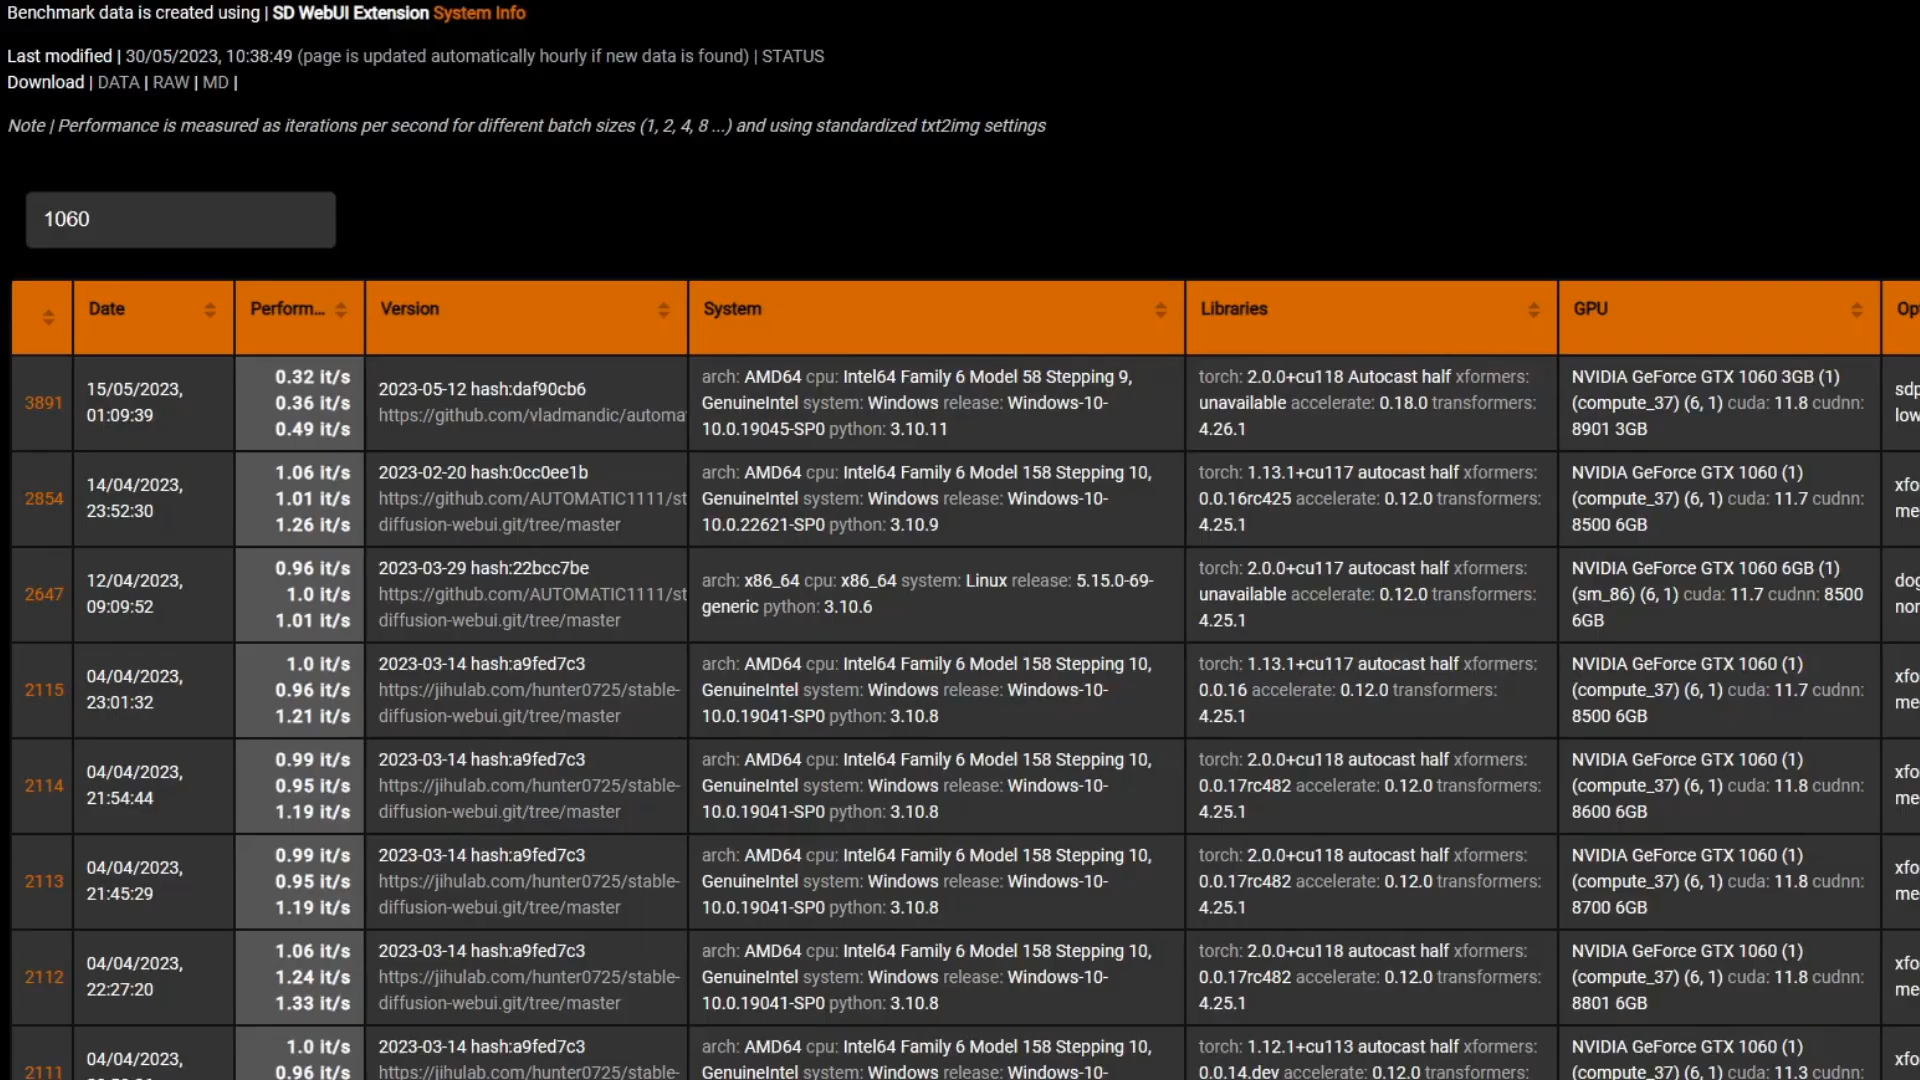 Benchmark data is created using | SD WebUI Extension System Info
Last modified | 30/05/2023, 10:38:49 (page is updated automatically hourly if new data is found) | STATUS
Download | DATA | RAW | MD |
Note | Performance is measured as iterations per second for different batch sizes (1, 2, 4, 8 ...) and using standardized txt2img settings
1060
Date Perform... Version System Libraries GPU Op
3891
15/05/2023,
01:09:39
0.32 it/s
0.36 it/s
0.49 it/s
2023-05-12 hash:daf90cb6
https://github.com/vladmandic/automa
arch: AMD64 cpu: Intel64 Family 6 Model 58 Stepping 9,
GenuineIntel system: Windows release: Windows-10-
10.0.19045-SP0 python: 3.10.11
torch: 2.0.0+cu118 Autocast half xformers:
unavailable accelerate: 0.18.0 transformers:
4.26.1
NVIDIA GeForce GTX 1060 3GB (1)
(compute_37) (6, 1) cuda: 11.8 cudnn:
8901 3GB
sdp
low
2854
14/04/2023,
23:52:30
1.06 it/s
1.01 it/s
1.26 it/s
2023-02-20 hash:0cc0ee1b
https://github.com/AUTOMATIC1111/st
diffusion-webui.git/tree/master
arch: AMD64 cpu: Intel64 Family 6 Model 158 Stepping 10,
GenuineIntel system: Windows release: Windows-10-
10.0.22621-SP0 python: 3.10.9
torch: 1.13.1+cu117 autocast half xformers:
0.0.16rc425 accelerate: 0.12.0 transformers:
4.25.1
NVIDIA GeForce GTX 1060 (1)
(compute_37) (6, 1) cuda: 11.7 cudnn:
8500 6GB
xfo
me
2647
12/04/2023,
09:09:52
0.96 it/s
1.0 it/s
1.01 it/s
2023-03-29 hash:22bcc7be
https://github.com/AUTOMATIC1111/st
diffusion-webui.git/tree/master
arch: x86_64 cpu: x86_64 system: Linux release: 5.15.0-69-
generic python: 3.10.6
torch: 2.0.0+cu117 autocast half xformers:
unavailable accelerate: 0.12.0 transformers:
4.25.1
NVIDIA GeForce GTX 1060 6GB (1)
(sm_86) (6, 1) cuda: 11.7 cudnn: 8500
6GB
dog
nor
2115
04/04/2023,
23:01:32
1.0 it/s
0.96 it/s
1.21 it/s
2023-03-14 hash:a9fed7c3
https://jihulab.com/hunter0725/stable-
diffusion-webui.git/tree/master
arch: AMD64 cpu: Intel64 Family 6 Model 158 Stepping 10,
GenuineIntel system: Windows release: Windows-10-
10.0.19041-SP0 python: 3.10.8
torch: 1.13.1+cu117 autocast half xformers:
0.0.16 accelerate: 0.12.0 transformers:
4.25.1
NVIDIA GeForce GTX 1060 (1)
(compute_37) (6, 1) cuda: 11.7 cudnn:
8500 6GB
xfo
me
2114
04/04/2023,
21:54:44
0.99 it/s
0.95 it/s
1.19 it/s
2023-03-14 hash:a9fed7c3
https://jihulab.com/hunter0725/stable-
diffusion-webui.git/tree/master
arch: AMD64 cpu: Intel64 Family 6 Model 158 Stepping 10,
GenuineIntel system: Windows release: Windows-10-
10.0.19041-SP0 python: 3.10.8
torch: 2.0.0+cu118 autocast half xformers:
0.0.17rc482 accelerate: 0.12.0 transformers:
4.25.1
NVIDIA GeForce GTX 1060 (1)
(compute_37) (6, 1) cuda: 11.8 cudnn:
8600 6GB
xfo
me
2113
04/04/2023,
21:45:29
0.99 it/s
0.95 it/s
1.19 it/s
2023-03-14 hash:a9fed7c3
https://jihulab.com/hunter0725/stable-
diffusion-webui.git/tree/master
arch: AMD64 cpu: Intel64 Family 6 Model 158 Stepping 10,
GenuineIntel system: Windows release: Windows-10-
10.0.19041-SP0 python: 3.10.8
torch: 2.0.0+cu118 autocast half xformers:
0.0.17rc482 accelerate: 0.12.0 transformers:
4.25.1
NVIDIA GeForce GTX 1060 (1)
(compute_37) (6, 1) cuda: 11.8 cudnn:
8700 6GB
xfo
me
2112
04/04/2023,
22:27:20
1.06 it/s
1.24 it/s
1.33 it/s
2023-03-14 hash:a9fed7c3
https://jihulab.com/hunter0725/stable-
diffusion-webui.git/tree/master
arch: AMD64 cpu: Intel64 Family 6 Model 158 Stepping 10,
GenuineIntel system: Windows release: Windows-10-
10.0.19041-SP0 python: 3.10.8
torch: 2.0.0+cu118 autocast half xformers:
0.0.17rc482 accelerate: 0.12.0 transformers:
4.25.1
NVIDIA GeForce GTX 1060 (1)
(compute_37) (6, 1) cuda: 11.8 cudnn:
8801 6GB
xfo
me
2111
04/04/2023,
1.0 it/s
0.96 it/s
2023-03-14 hash:a9fed7c3
https://jihulab.com/hunter0725/stable-
arch: AMD64 cpu: Intel64 Family 6 Model 158 Stepping 10,
GenuineIntel system: Windows release: Windows-10-
torch: 1.12.1+cu113 autocast half xformers:
0.0.14.dev accelerate: 0.12.0 transformers:
NVIDIA GeForce GTX 1060 (1)
(compute_37) (6, 1) cuda: 11.3 cudnn:
xfo